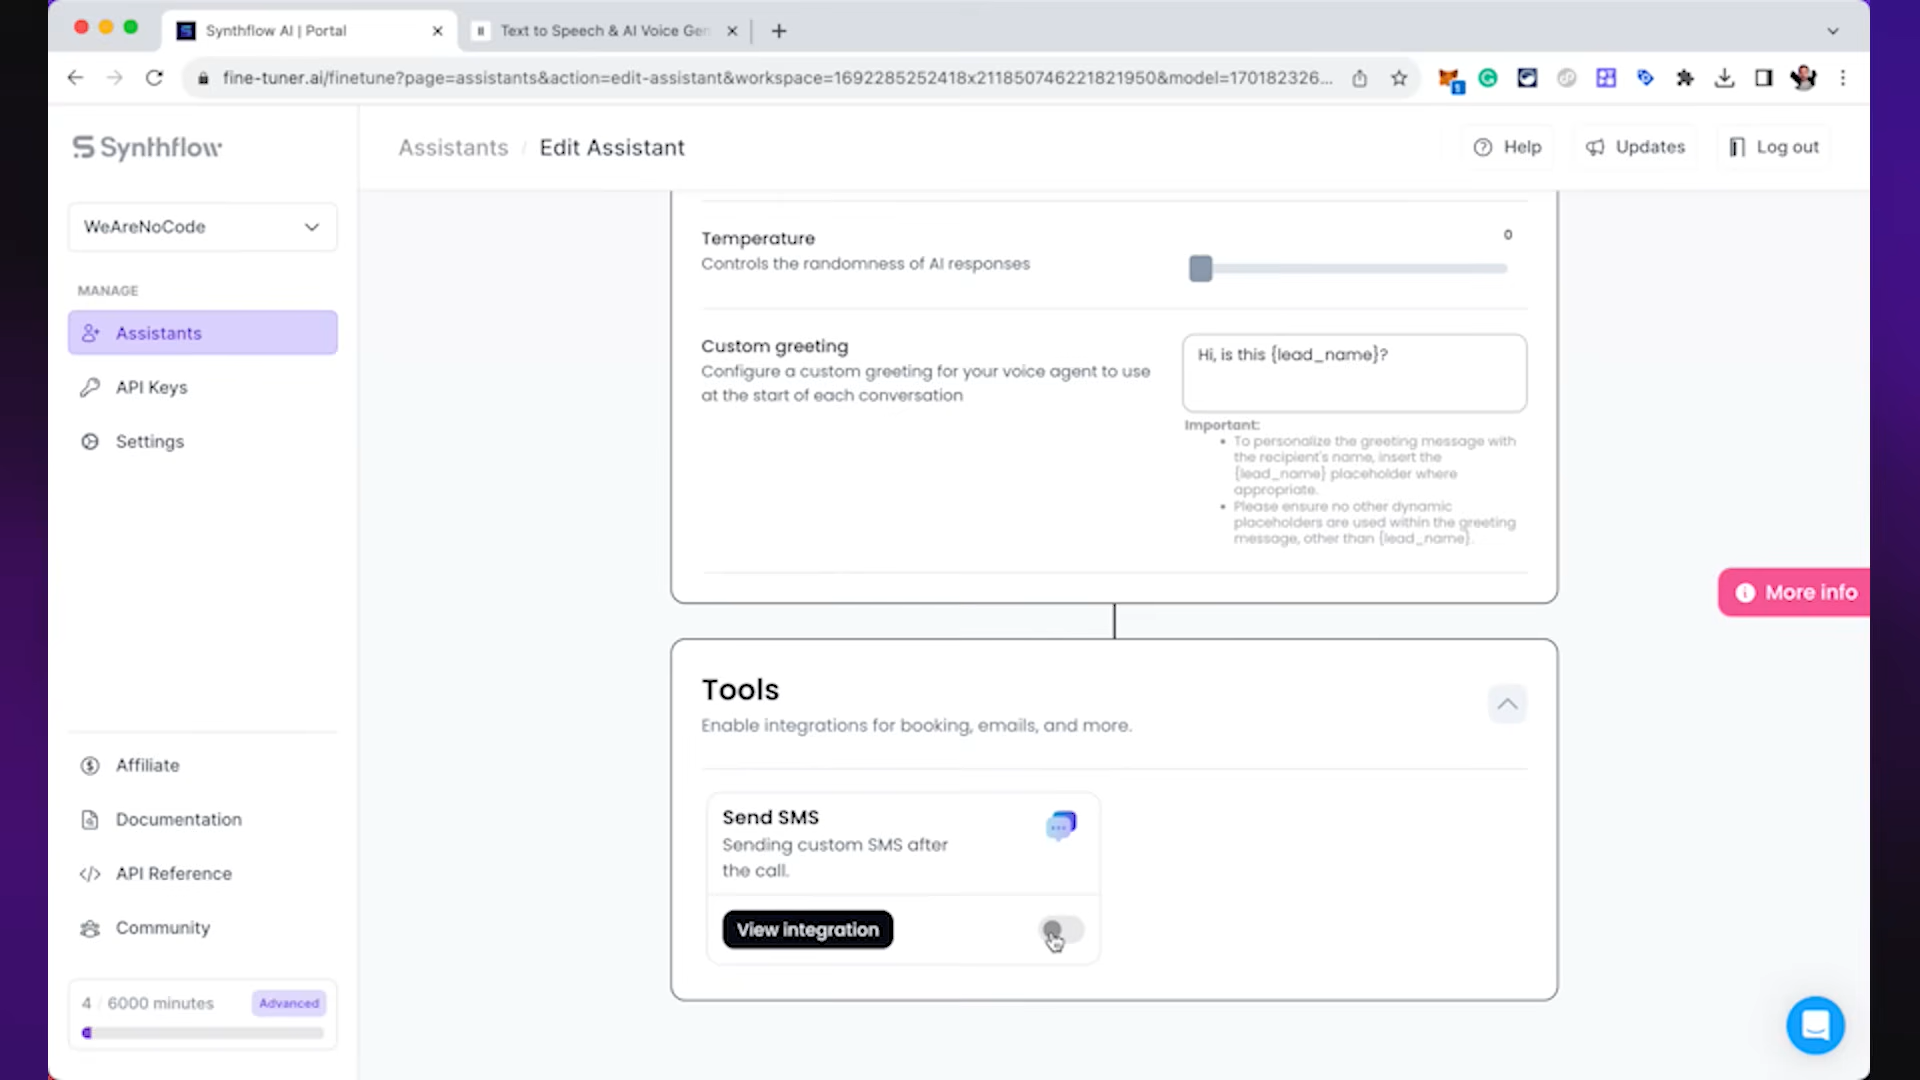 Synthflow AI | Portal
Text to Speech & AI Voice Gen
fine-tuner.ai/finetune?page=assistants&action=edit-assistant&workspace=1692285252418x211850746221821950&model=170182326...
Synthflow
Assistants / Edit Assistant
Help
Updates
Log out
WeAreNoCode
MANAGE
Assistants
API Keys
Settings
Temperature
0
Controls the randomness of AI responses
Custom greeting
Configure a custom greeting for your voice agent to use
at the start of each conversation
Hi, is this {lead_name}?
Important:
• To personalize the greeting message with
the recipient's name, insert the
{lead_name} placeholder where
appropriate.
• Please ensure no other dynamic
placeholders are used within the greeting
message, other than {lead_name}.
More info
Tools
Enable integrations for booking, emails, and more.
Send SMS
Sending custom SMS after
the call.
View integration
Affiliate
Documentation
API Reference
Community
4 / 6000 minutes
Advanced